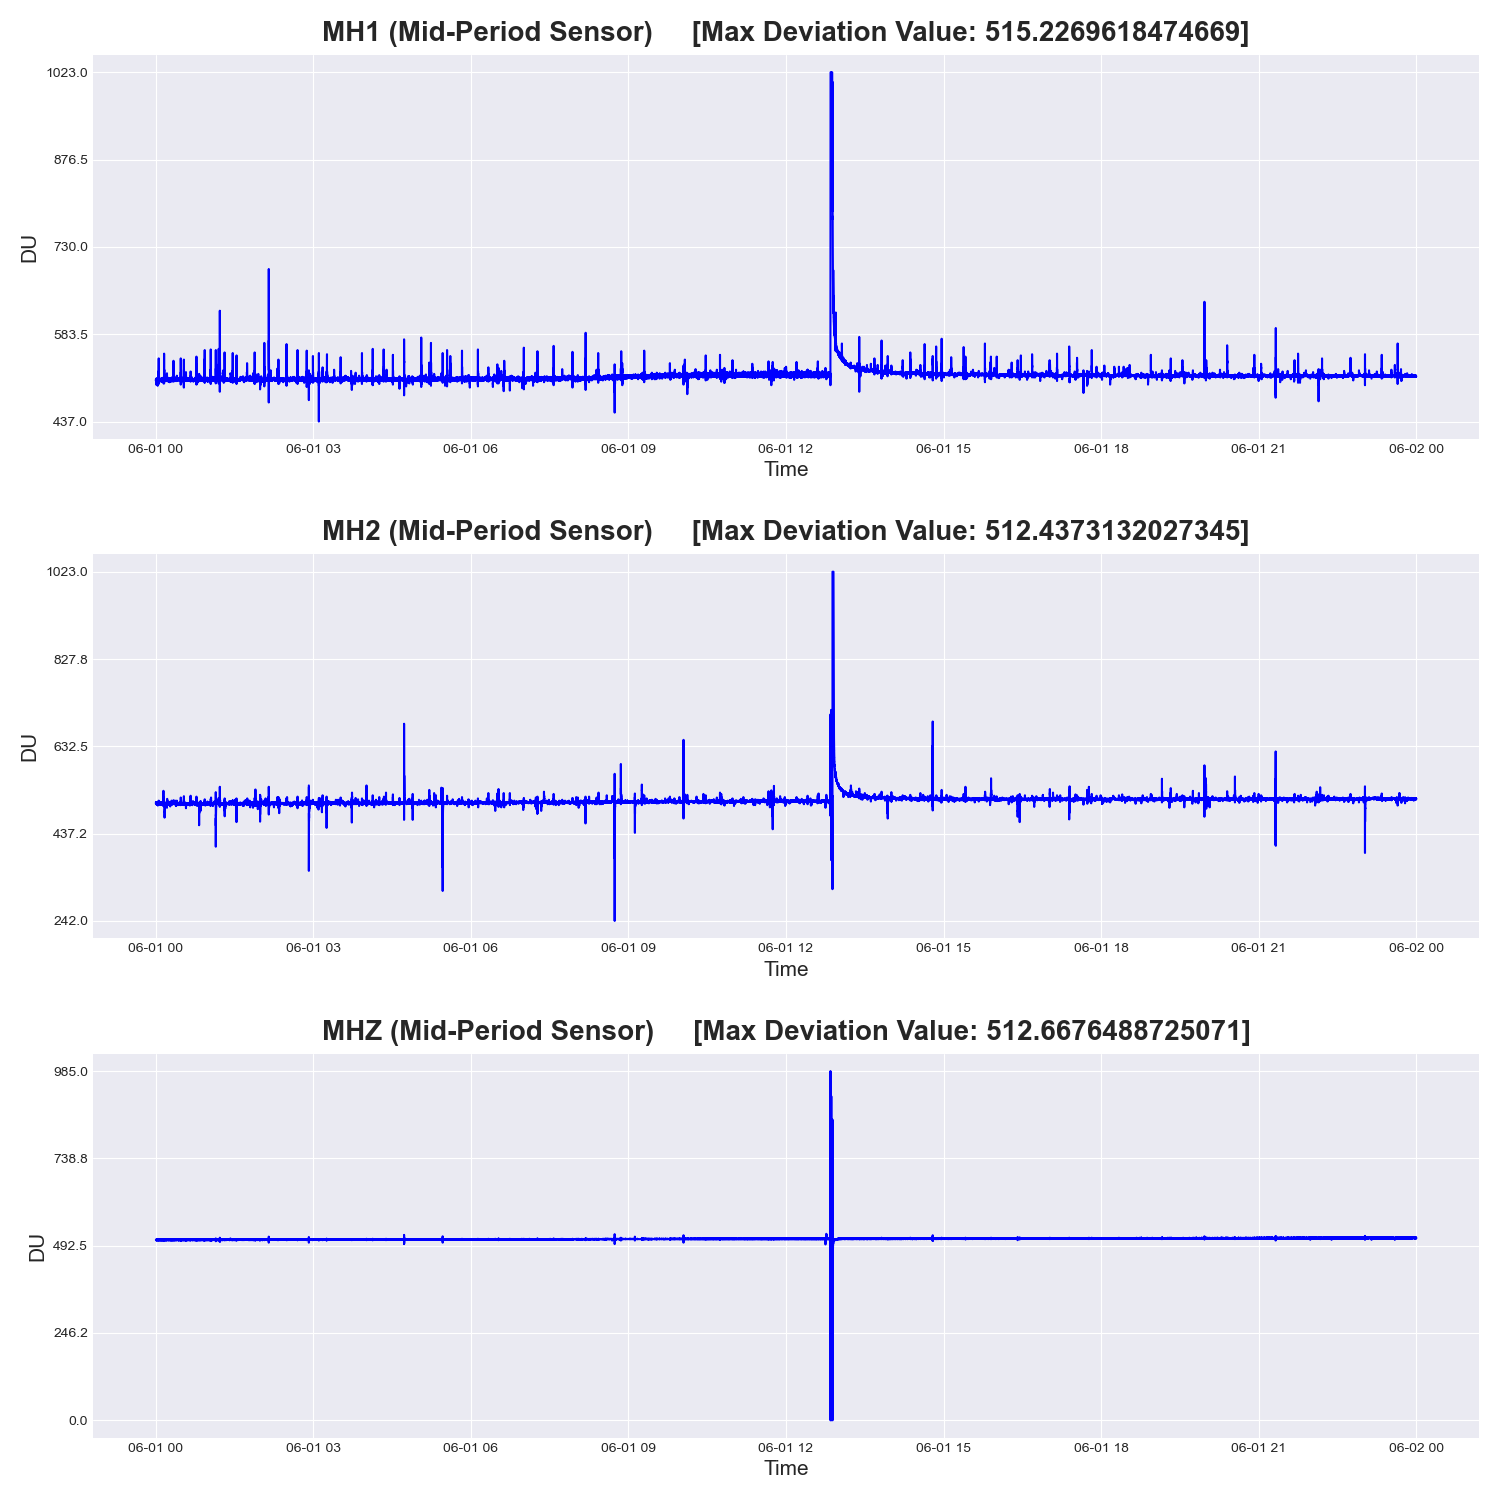 MH1 (Mid-Period Sensor) [Max Deviation Value: 515.2269618474669]
1023.0
876.5
730.0
583.5
437.0
DU
06-01 00 06-01 03 06-01 06 06-01 09 06-01 12 06-01 15 06-01 18 06-01 21 06-02 00
Time
MH2 (Mid-Period Sensor) [Max Deviation Value: 512.4373132027345]
1023.0
827.8
632.5
437.2
242.0
DU
06-01 00 06-01 03 06-01 06 06-01 09 06-01 12 06-01 15 06-01 18 06-01 21 06-02 00
Time
MHZ (Mid-Period Sensor) [Max Deviation Value: 512.6676488725071]
985.0
738.8
492.5
246.2
0.0
DU
06-01 00 06-01 03 06-01 06 06-01 09 06-01 12 06-01 15 06-01 18 06-01 21 06-02 00
Time